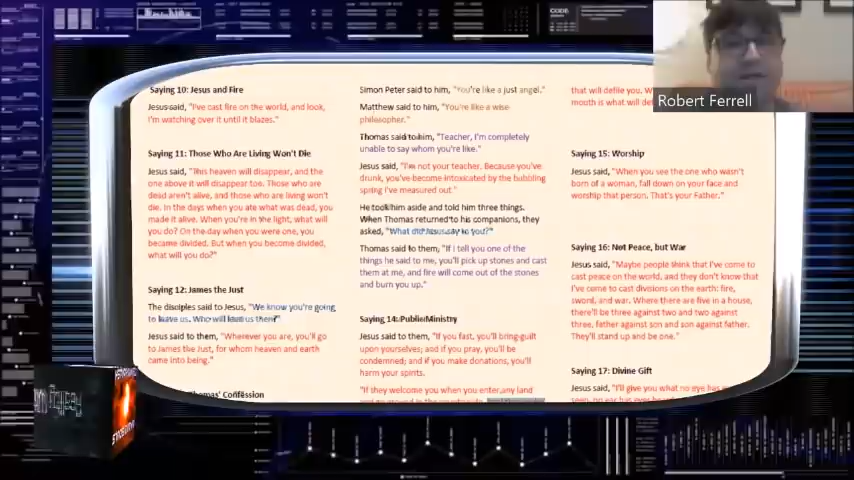 CODE
Robert Ferrell
Saying 10: Jesus and Fire
Jesus said, "I've cast fire on the world, and look,
I'm watching over it until it blazes."
Saying 11: Those Who Are Living Won't Die
Jesus said, "This heaven will disappear, and the
one above it will disappear too. Those who are
dead aren't alive, and those who are living won't
die. In the days when you ate what was dead, you
made it alive. When you're in the light, what will
you do? On the day when you were one, you
became divided. But when you become divided,
what will you do?"
Saying 12: James the Just
The disciples said to Jesus, "We know you're going
to leave us. Who will lead us then?"
Jesus said to them, "Wherever you are, you'll go
to James the Just, for whom heaven and earth
came into being."
Thomas' Confession
Simon Peter said to him, "You're like a just angel."
Matthew said to him, "You're like a wise
philosopher."
Thomas said to him, "Teacher, I'm completely
unable to say whom you're like."
Jesus said, "I'm not your teacher. Because you've
drunk, you've become intoxicated by the bubbling
spring I've measured out."
He took him aside and told him three things.
When Thomas returned to his companions, they
asked, "What did Jesus say to you?"
Thomas said to them, "If I tell you one of the
things he said to me, you'll pick up stones and cast
them at me, and fire will come out of the stones
and burn you up."
Saying 14: Public Ministry
Jesus said to them, "If you fast, you'll bring guilt
upon yourselves; and if you pray, you'll be
condemned; and if you make donations, you'll
harm your spirits.
"If they welcome you when you enter any land
that will defile you.
mouth is what will
Saying 15: Worship
Jesus said, "When you see the one who wasn't
born of a woman, fall down on your face and
worship that person. That's your Father."
Saying 16: Not Peace, but War
Jesus said, "Maybe people think that I've come to
cast peace on the world, and they don't know that
I've come to cast divisions on the earth: fire,
sword, and war. Where there are five in a house,
there'll be three against two and two against
three, father against son and son against father.
They'll stand up and be one."
Saying 17: Divine Gift
Jesus said, "I'll give you what no eye has